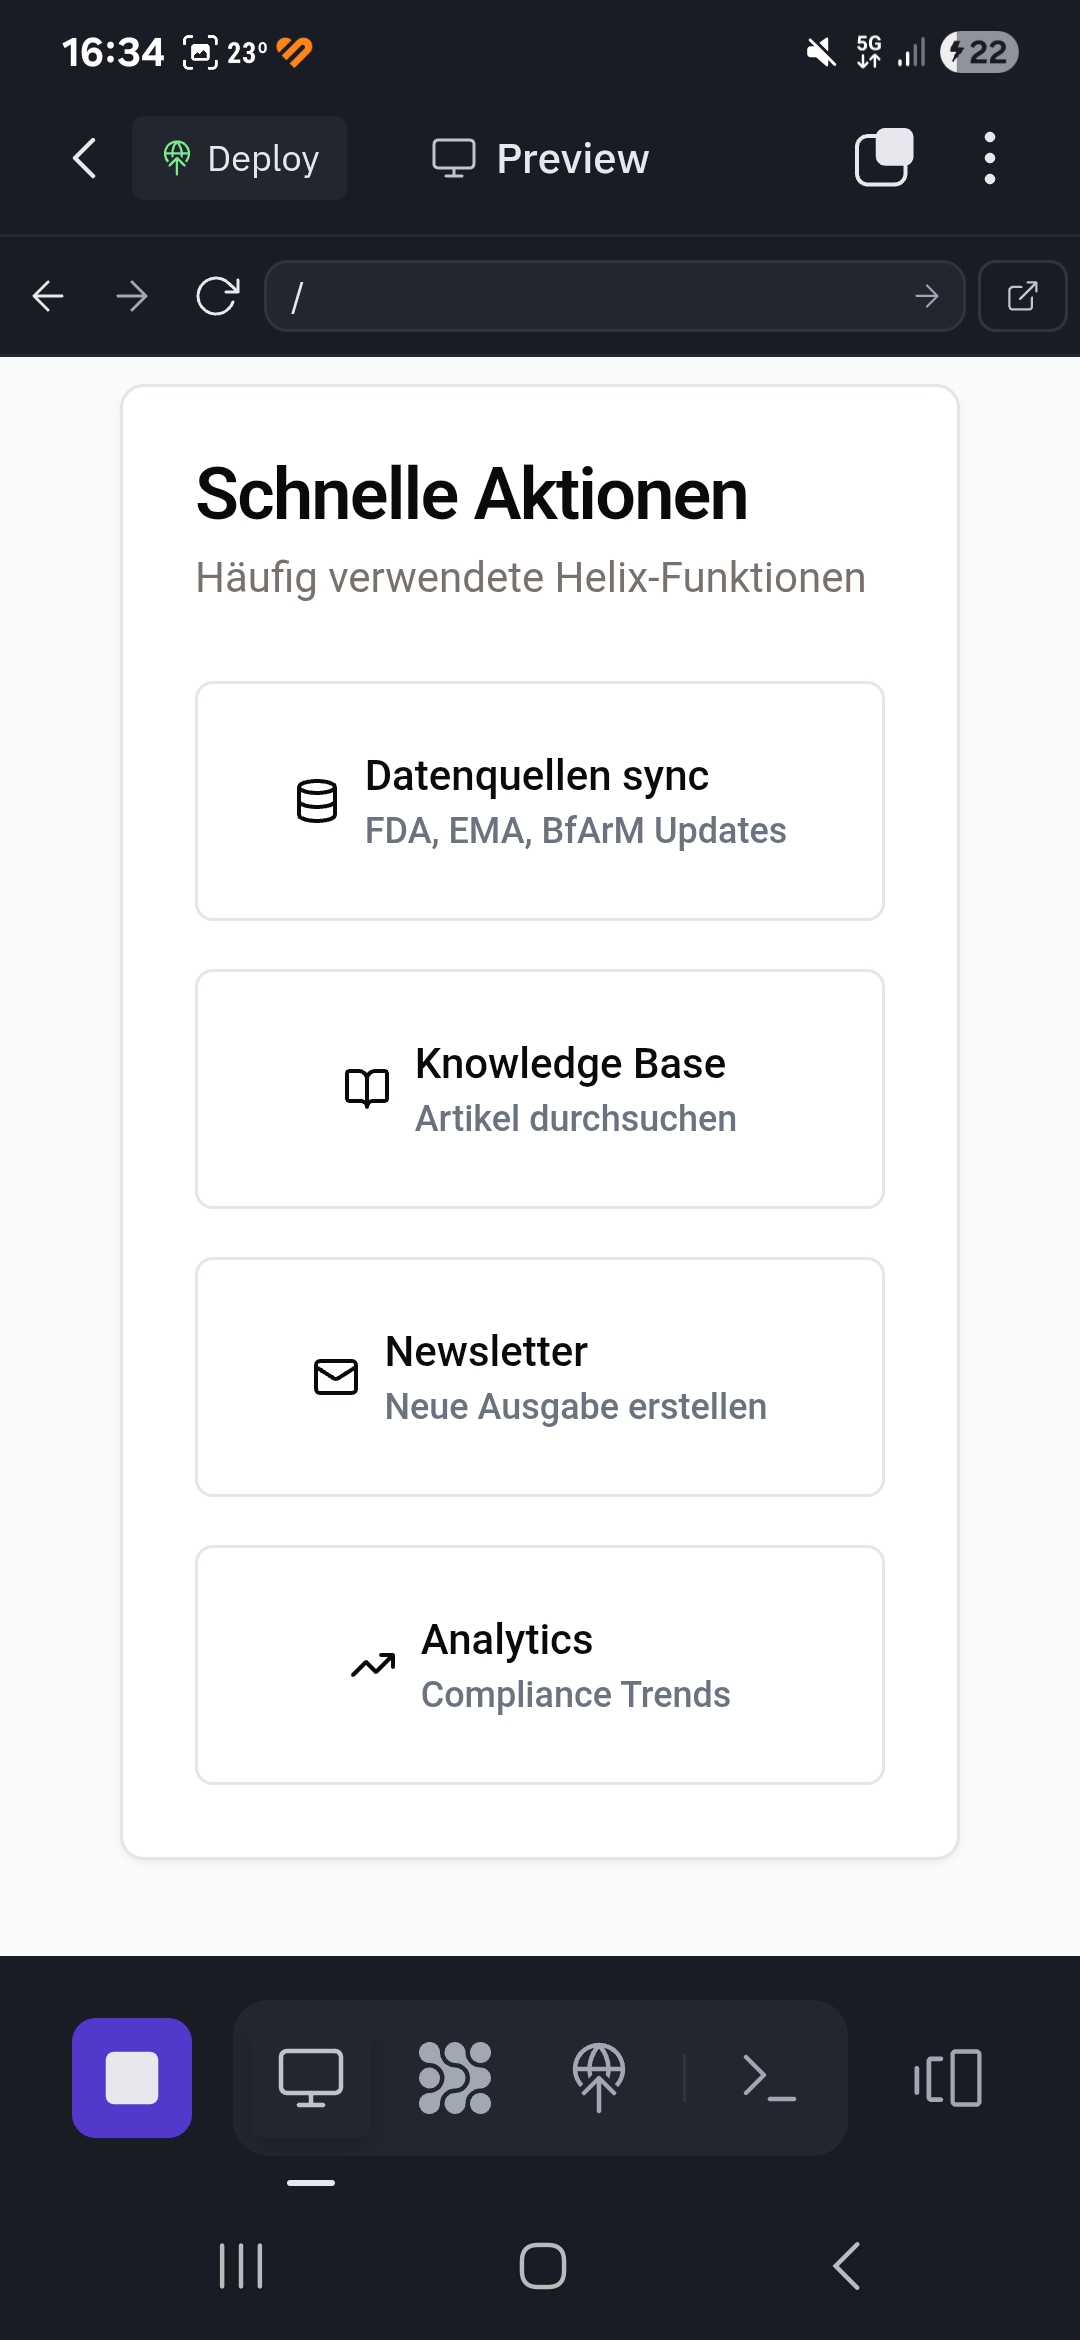 16:34 23° 5G 22
Deploy Preview
/
Schnelle Aktionen
Häufig verwendete Helix-Funktionen
Datenquellen sync
FDA, EMA, BfArM Updates
Knowledge Base
Artikel durchsuchen
Newsletter
Neue Ausgabe erstellen
Analytics
Compliance Trends